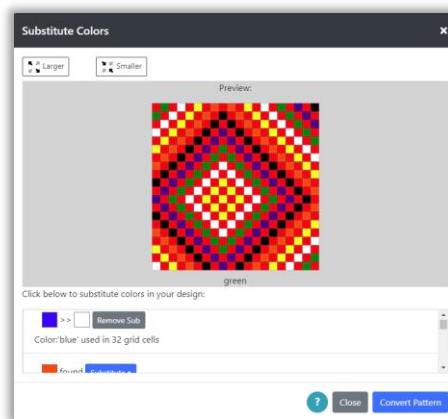 Substitute Colors ×
Larger Smaller
Preview:
green
Click below to substitute colors in your design:
>> Remove Sub
Color:'blue' used in 32 grid cells
found Substitute
? Close Convert Pattern